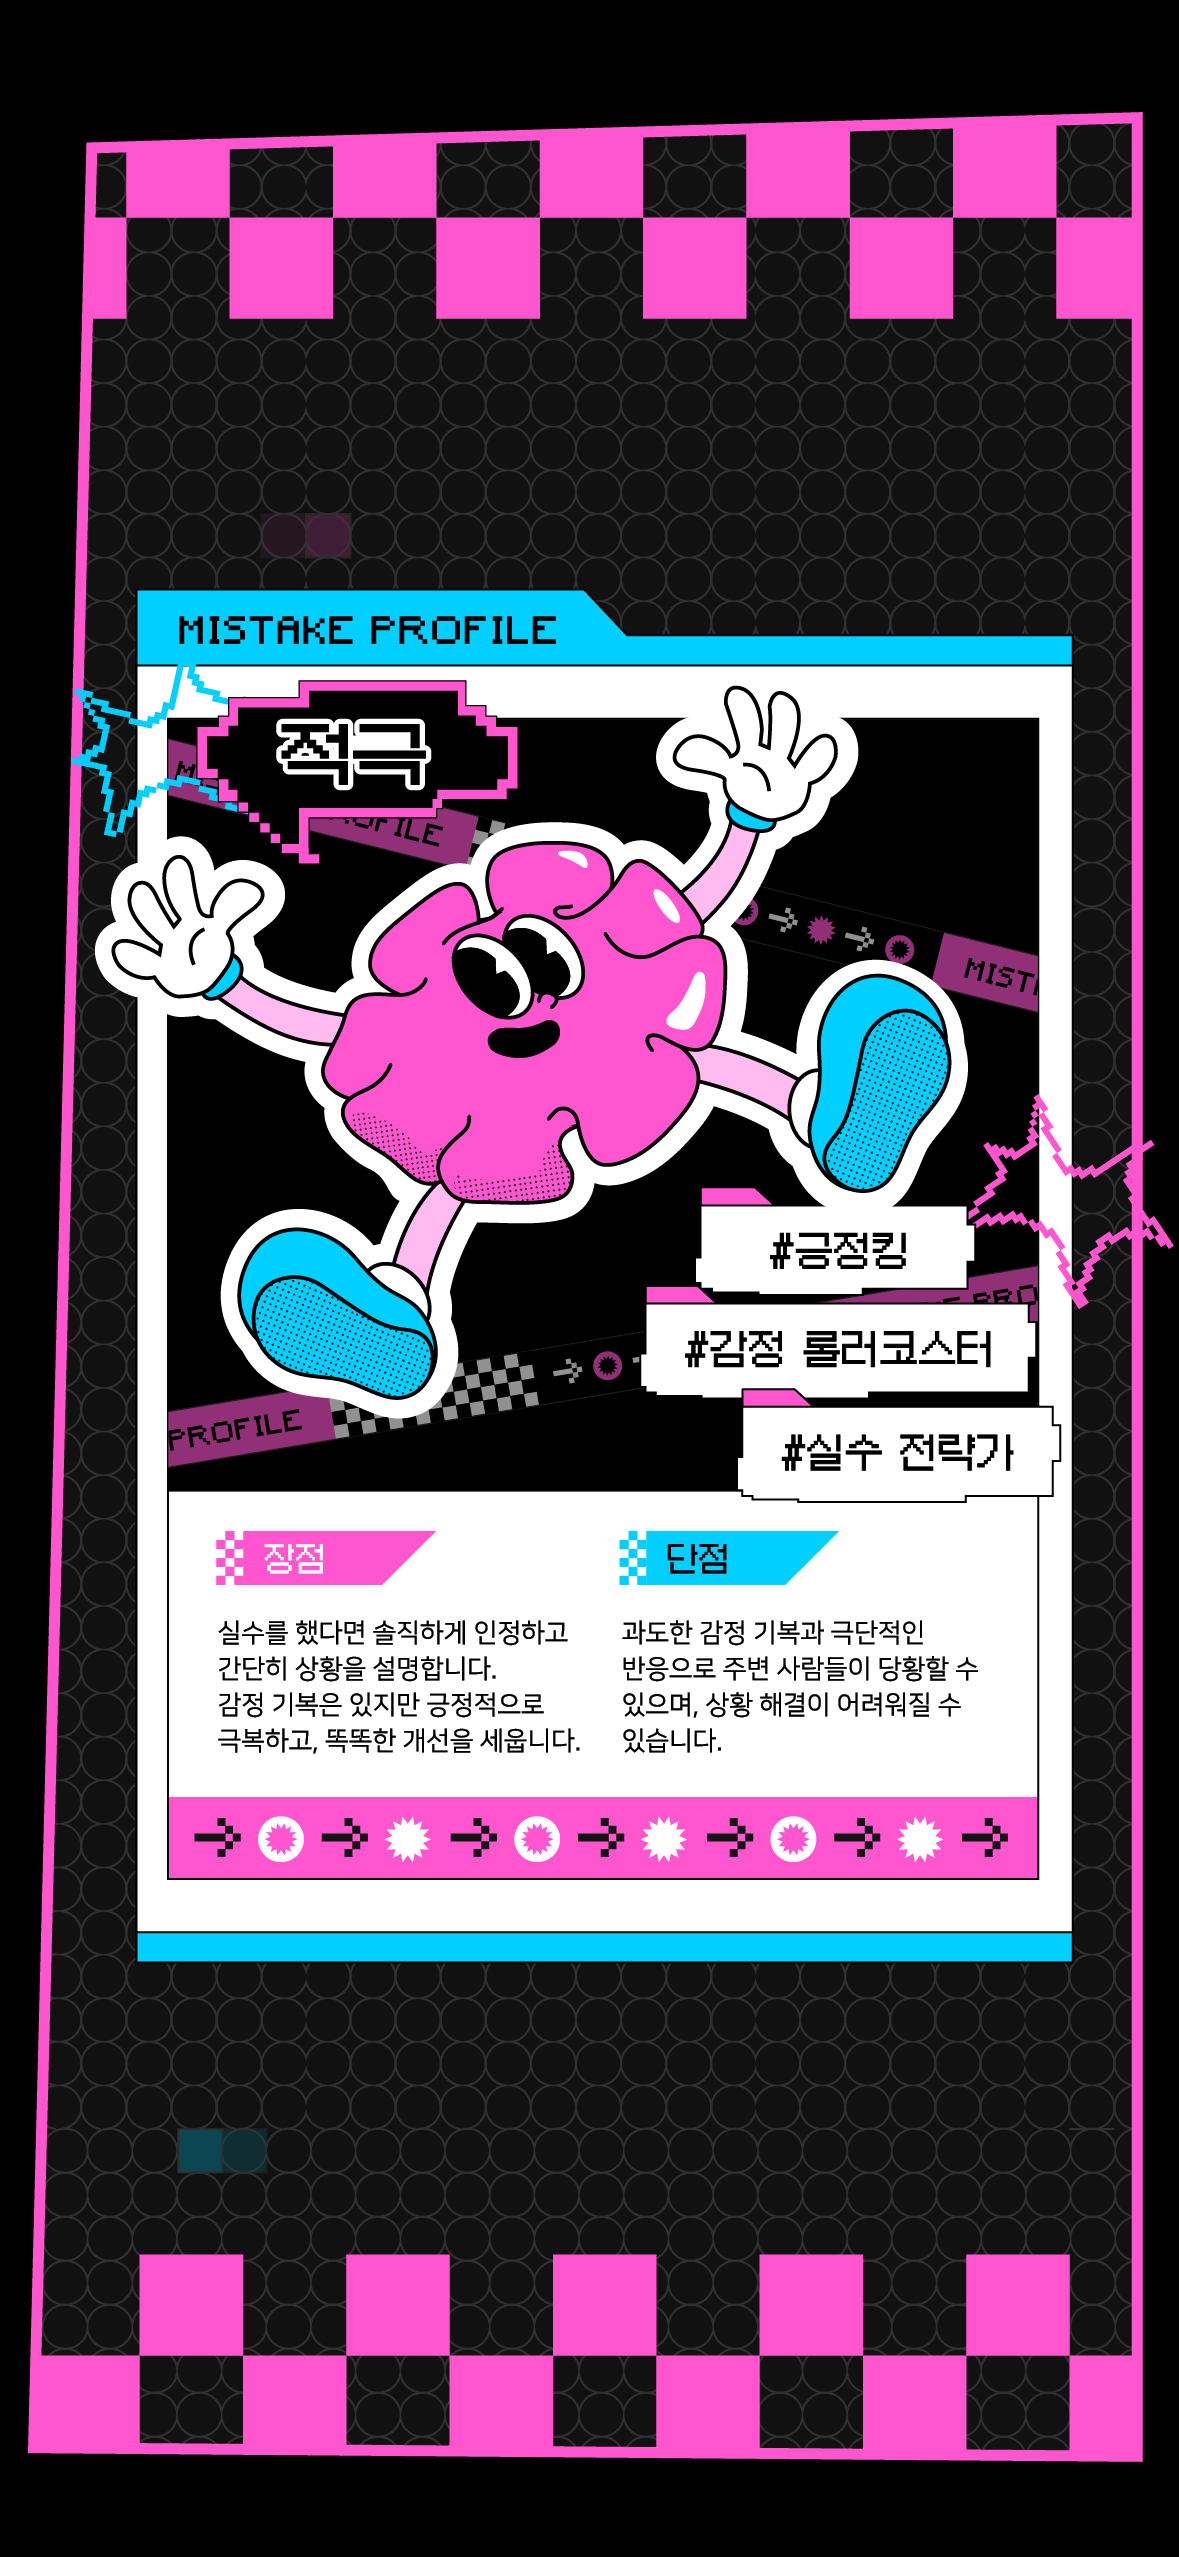 MISTAKE PROFILE
적극
PROFILE
MIST
#긍정킹
#감정 롤러코스터
#실수 전략가
PROFILE
장점
실수를 했다면 솔직하게 인정하고
간단히 상황을 설명합니다.
감정 기복은 있지만 긍정적으로
극복하고, 똑똑한 개선을 세웁니다.
단점
과도한 감정 기복과 극단적인
반응으로 주변 사람들이 당황할 수
있으며, 상황 해결이 어려워질 수
있습니다.